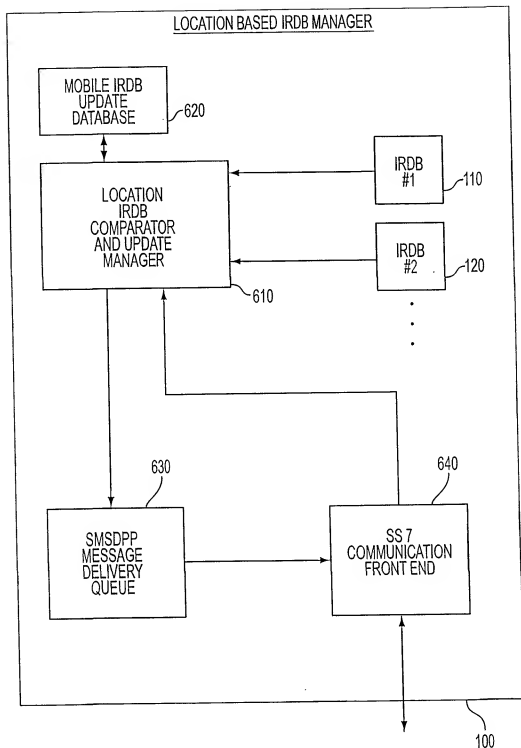 LOCATION BASED IRDB MANAGER
MOBILE IRDB
UPDATE
DATABASE
620
LOCATION
IRDB
COMPARATOR
AND UPDATE
MANAGER
610
IRDB
#1
110
IRDB
#2
120
630
SMSDPP
MESSAGE
DELIVERY
QUEUE
640
SS 7
COMMUNICATION
FRONT END
100